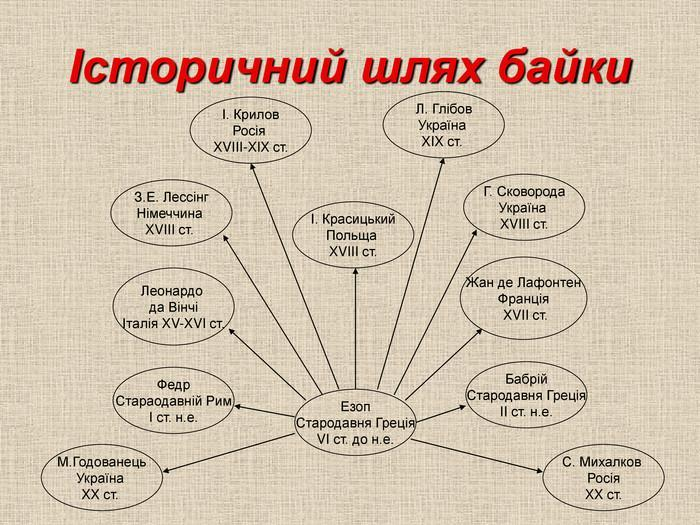 Історичний шлях байки
І. Крилов
Росія
XVIII-XIX ст.
Л. Глібов
Україна
XIX ст.
З.Е. Лессінг
Німеччина
XVIII ст.
І. Красицький
Польща
XVIII ст.
Г. Сковорода
Україна
XVIII ст.
Леонардо
да Вінчі
Італія XV-XVI ст.
Жан де Лафонтен
Франція
XVII ст.
Федр
Стараодавній Рим
I ст. н.е.
Езоп
Стародавня Греція
VI ст. до н.е.
Бабрій
Стародавня Греція
II ст. н.е.
М.Годованець
Україна
XX ст.
С. Михалков
Росія
XX ст.